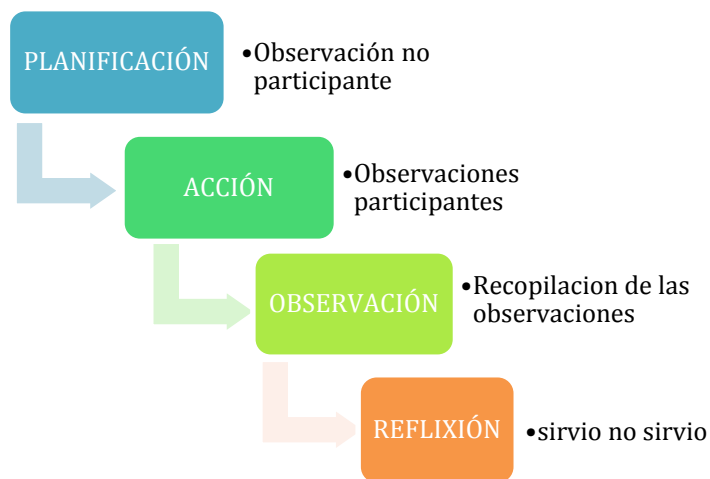 PLANIFICACIÓN
•Observación no
participante
ACCIÓN
•Observaciones
participantes
OBSERVACIÓN
•Recopilacion de las
observaciones
REFLIXIÓN
•sirvio no sirvio